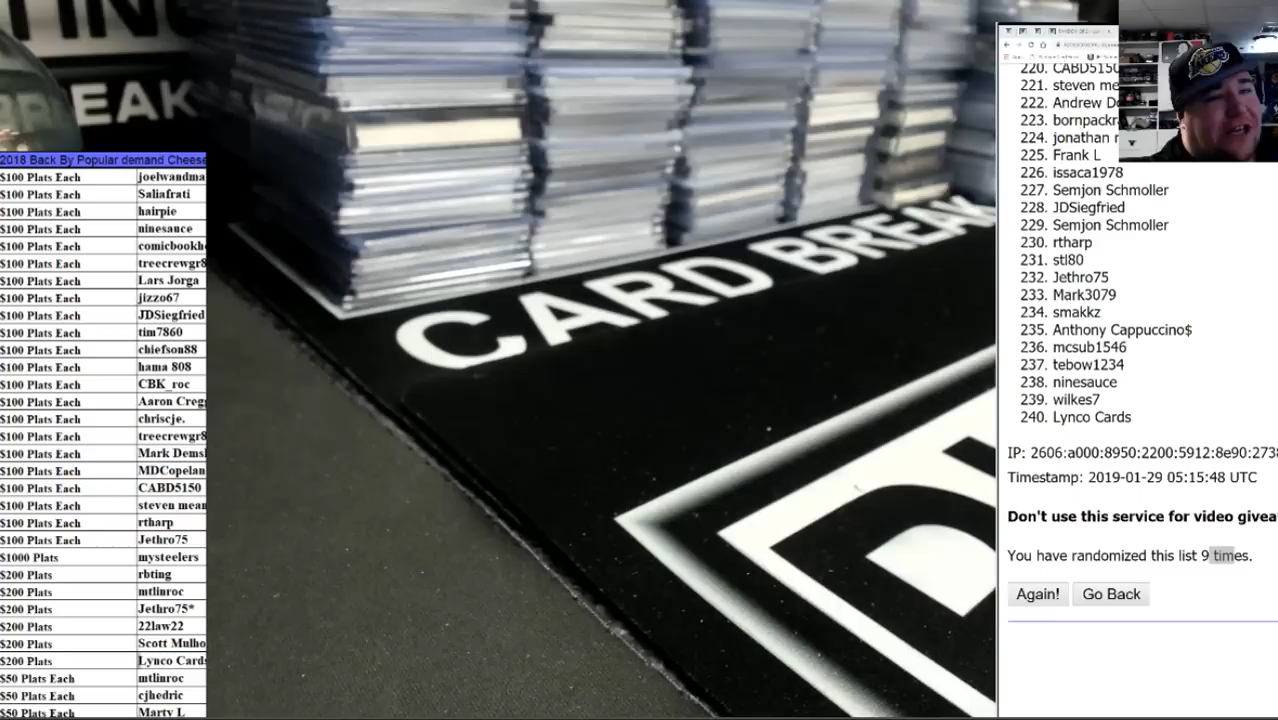 TING
BREAK
2018 Back By Popular demand Cheese
$100 Plats Each joelwandma
$100 Plats Each Saliafrati
$100 Plats Each hairpie
$100 Plats Each ninesauce
$100 Plats Each comicbookh
$100 Plats Each treecrewgr8
$100 Plats Each Lars Jorga
$100 Plats Each jizzo67
$100 Plats Each JDSiegfried
$100 Plats Each tim7860
$100 Plats Each chiefson88
$100 Plats Each hama 808
$100 Plats Each CBK_roc
$100 Plats Each Aaron Cregg
$100 Plats Each chriscje.
$100 Plats Each treecrewgr8
$100 Plats Each Mark Demsl
$100 Plats Each MDCopelan
$100 Plats Each CABD5150
$100 Plats Each steven mean
$100 Plats Each rtharp
$100 Plats Each Jethro75
$1000 Plats mysteelers
$200 Plats rbting
$200 Plats mtlinroc
$200 Plats Jethro75*
$200 Plats 22law22
$200 Plats Scott Mulho
$200 Plats Lynco Cards
$50 Plats Each mtlinroc
$50 Plats Each cjhedric
$50 Plats Each Marty L
CARD BREAK
220. CABD5150
221. steven me
222. Andrew Do
223. bornpackr
224. jonathan r
225. Frank L
226. issaca1978
227. Semjon Schmoller
228. JDSiegfried
229. Semjon Schmoller
230. rtharp
231. stl80
232. Jethro75
233. Mark3079
234. smakkz
235. Anthony Cappuccino$
236. mcsub1546
237. tebow1234
238. ninesauce
239. wilkes7
240. Lynco Cards
IP: 2606:a000:8950:2200:5912:8e90:2738
Timestamp: 2019-01-29 05:15:48 UTC
Don't use this service for video givea
You have randomized this list 9 times.
Again! Go Back